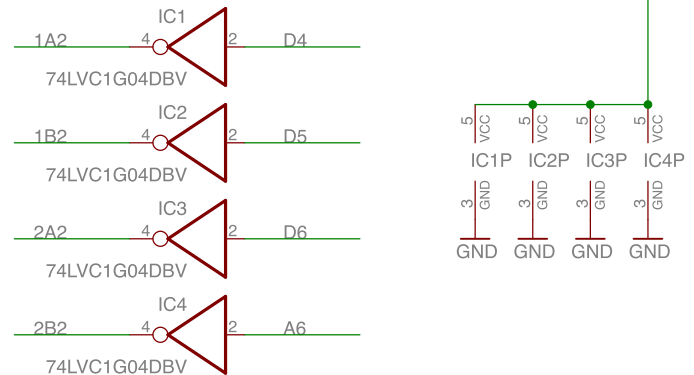 IC1
1A2 4 2 D4
74LVC1G04DBV
IC2
1B2 4 2 D5
74LVC1G04DBV
IC3
2A2 4 2 D6
74LVC1G04DBV
IC4
2B2 4 2 A6
74LVC1G04DBV
5 VCC 5 VCC 5 VCC 5 VCC
IC1P IC2P IC3P IC4P
3 GND 3 GND 3 GND 3 GND
GND GND GND GND